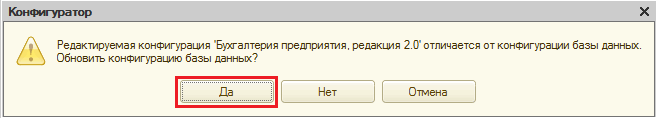 Конфигуратор
Редактируемая конфигурация 'Бухгалтерия предприятия, редакция 2.0' отличается от конфигурации базы данных.
Обновить конфигурацию базы данных?
Да Нет Отмена